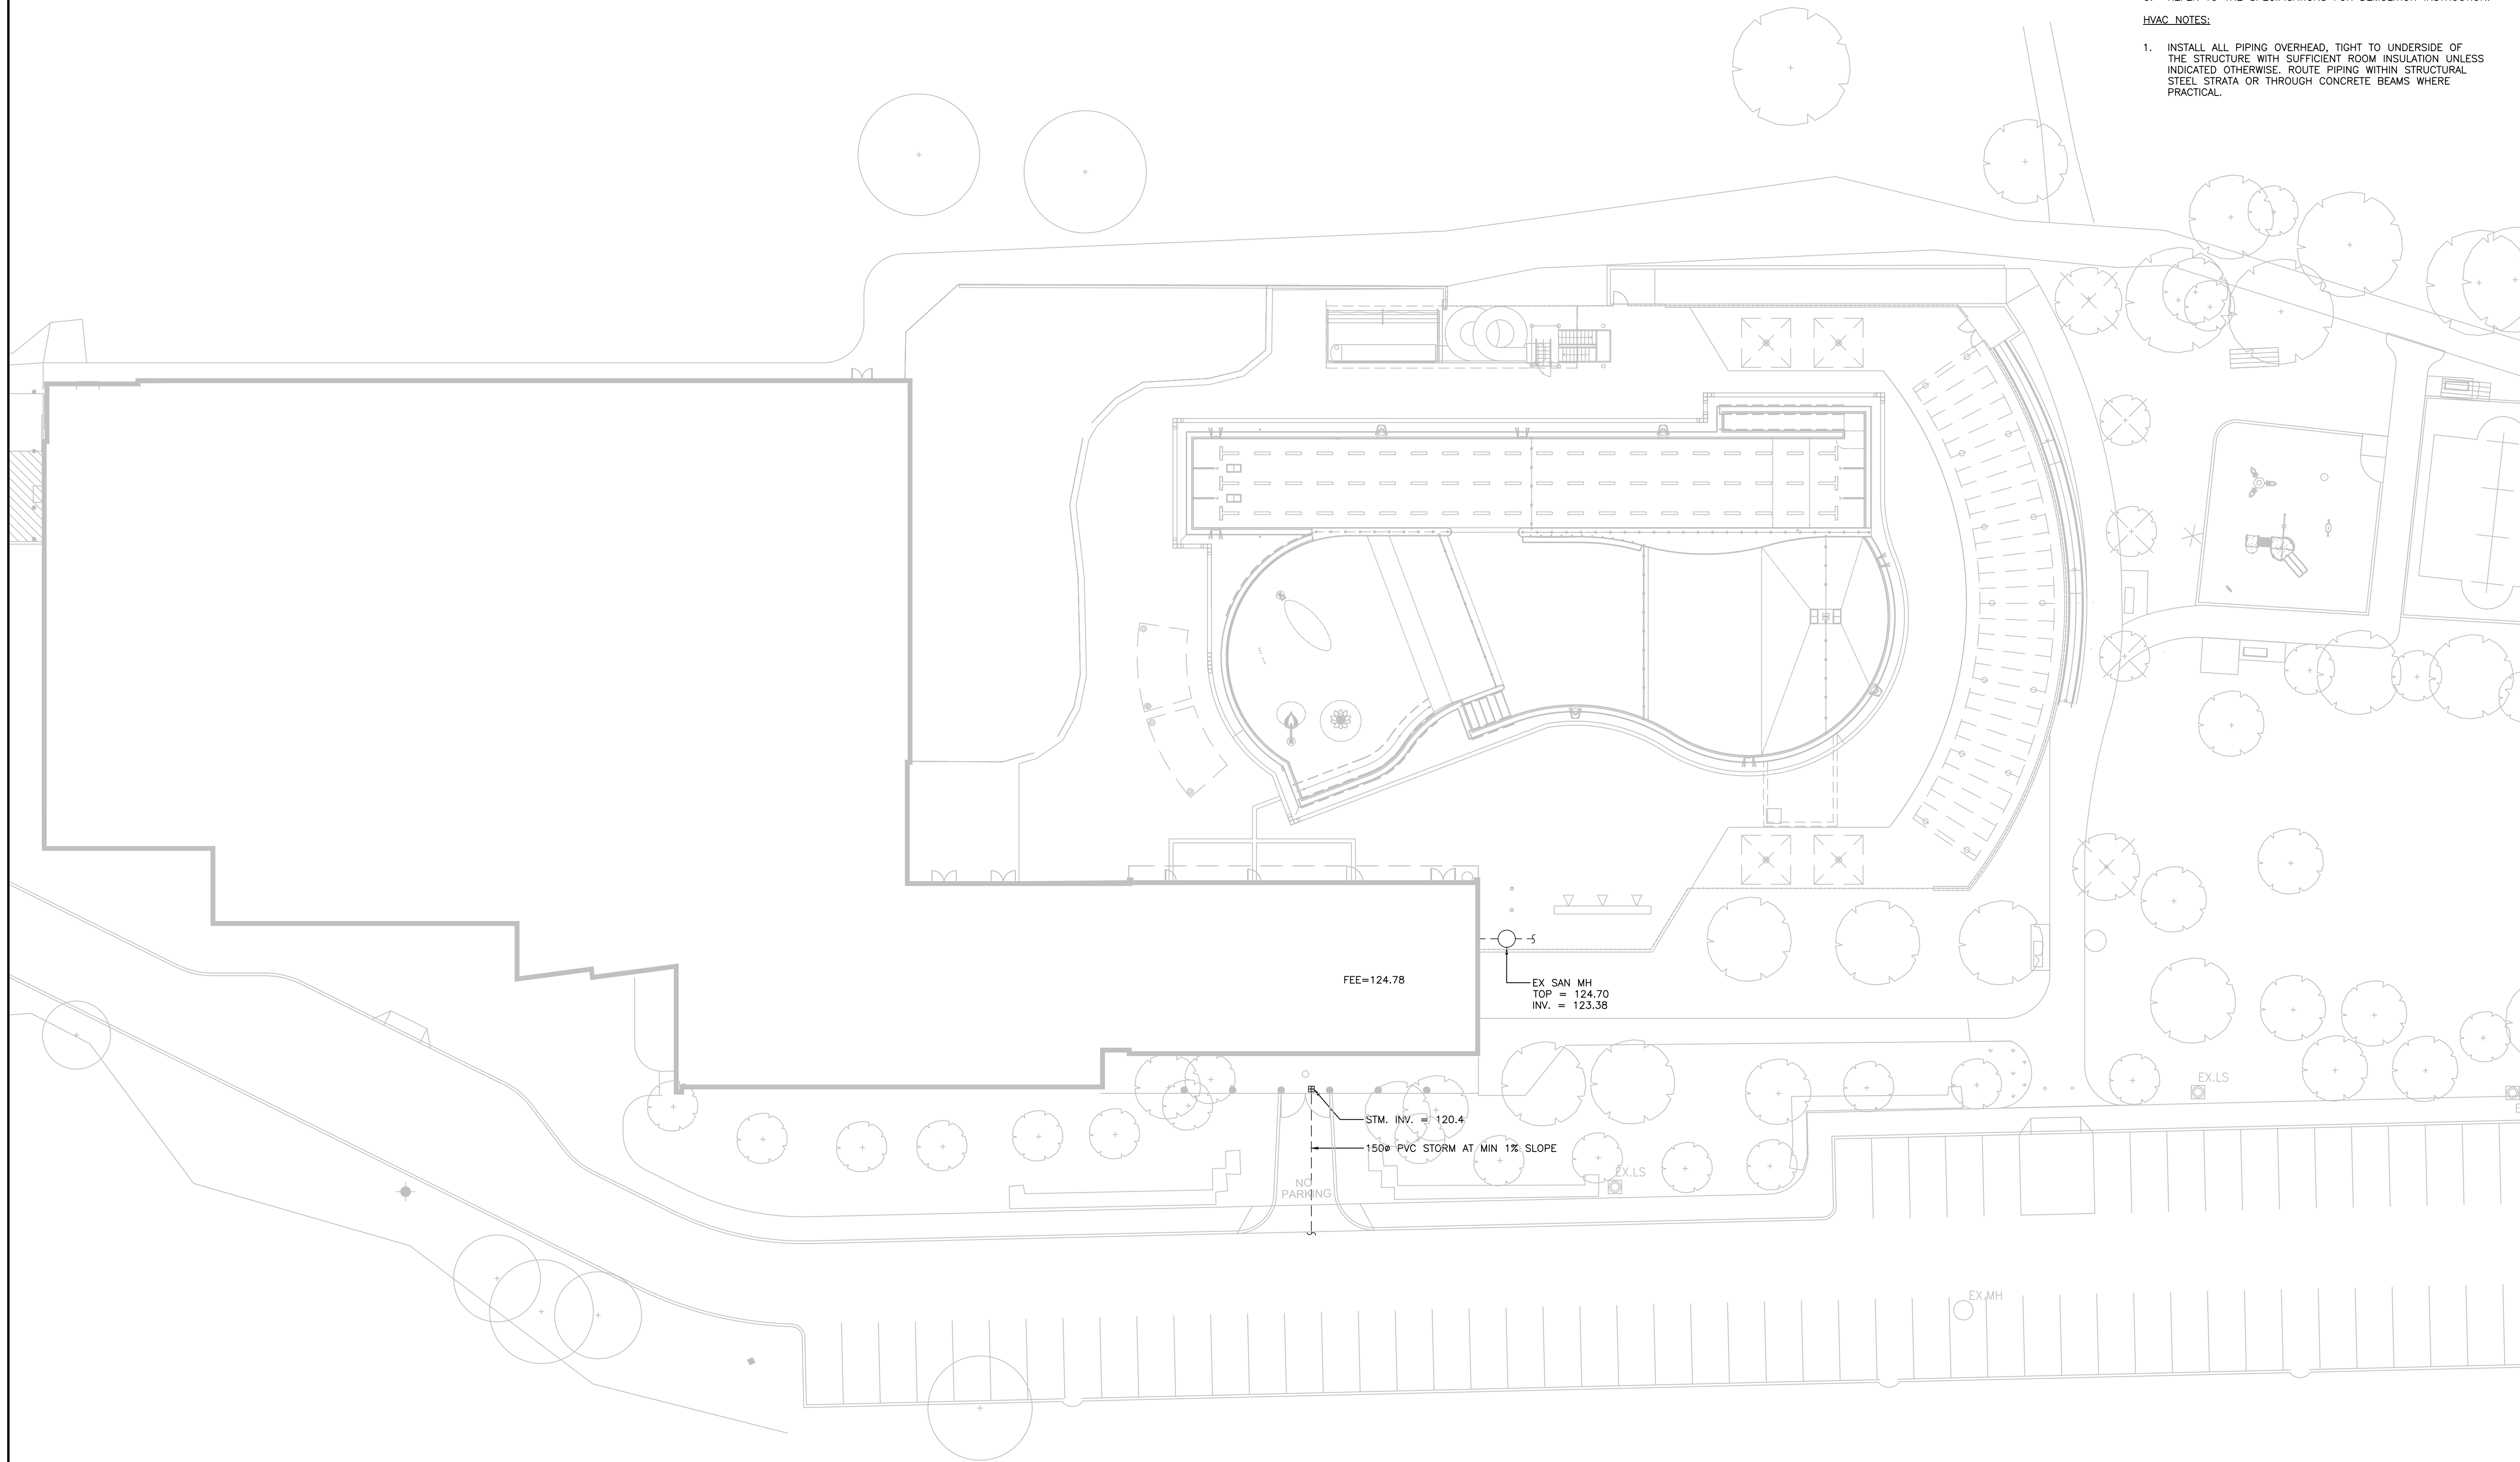 HVAC NOTES:
1. INSTALL ALL PIPING OVERHEAD, TIGHT TO UNDERSIDE OF
THE STRUCTURE WITH SUFFICIENT ROOM INSULATION UNLESS
INDICATED OTHERWISE. ROUTE PIPING WITHIN STRUCTURAL
STEEL STRATA OR THROUGH CONCRETE BEAMS WHERE
PRACTICAL.
FEE=124.78
EX SAN MH
TOP = 124.70
INV. = 123.38
EX.LS
STM. INV. = 120.4
150ø PVC STORM AT MIN 1% SLOPE
EX.LS
NO
PARKING
EX.MH